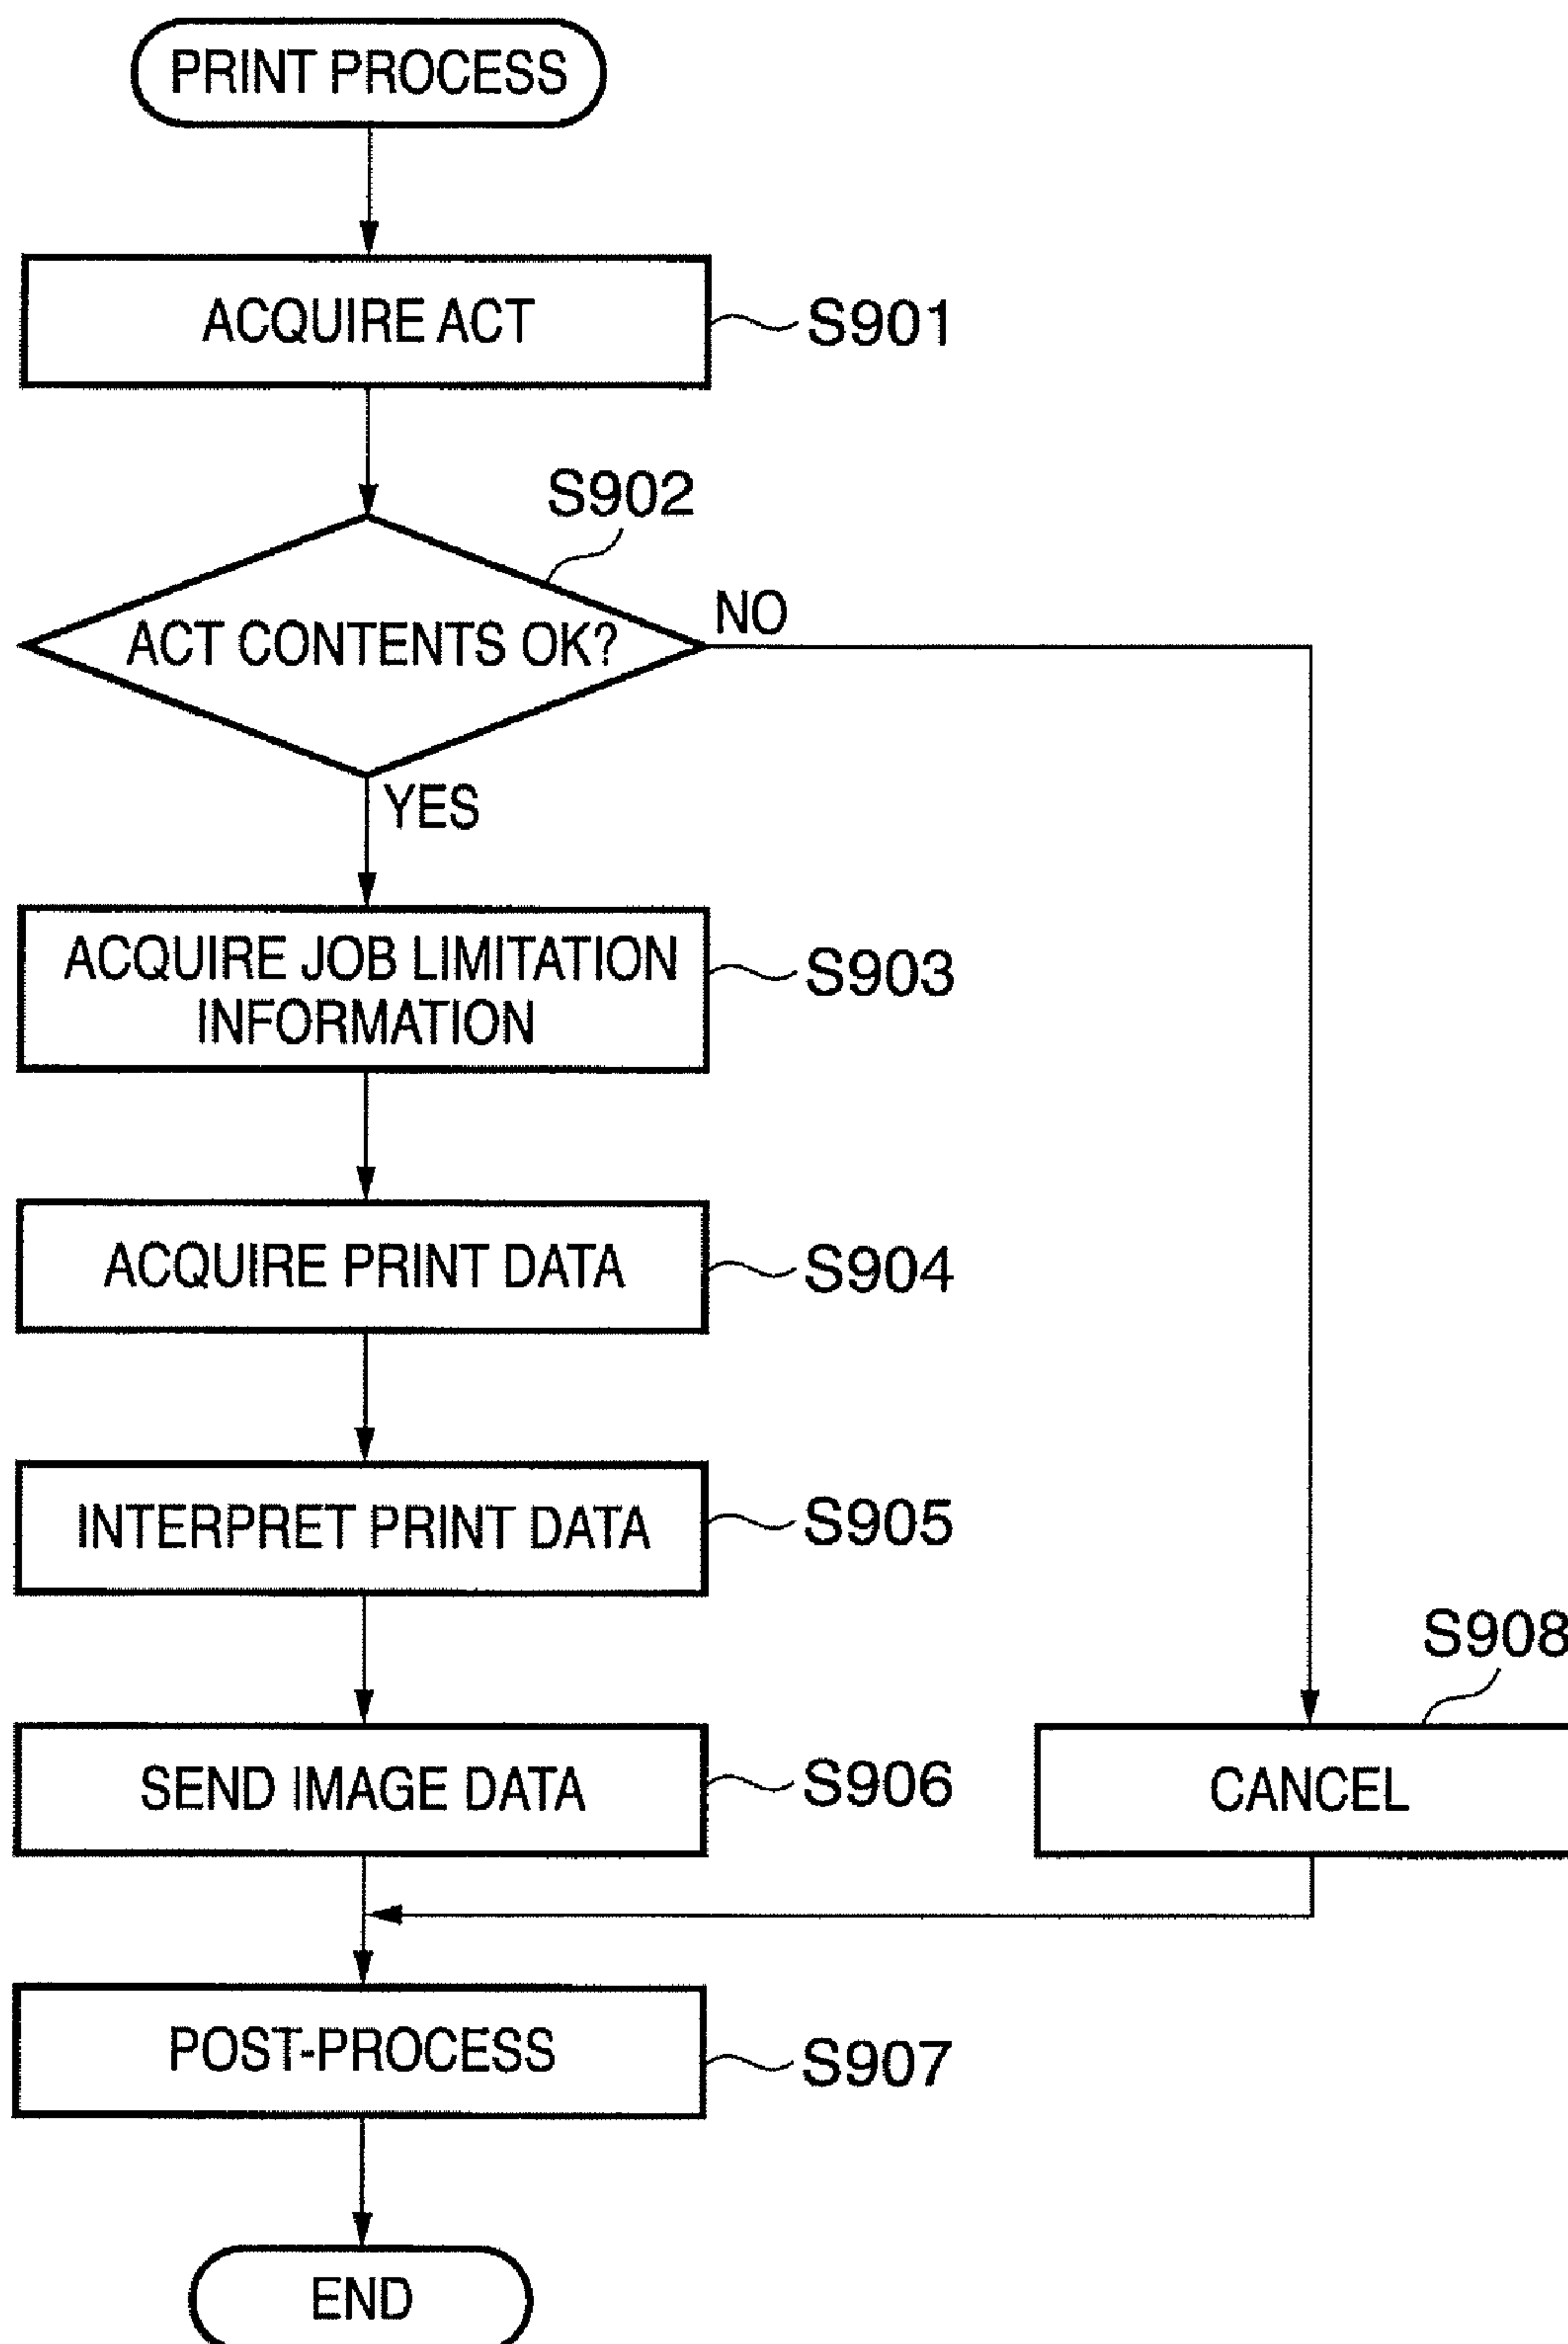 PRINT PROCESS
ACQUIRE ACT
S901
S902
ACT CONTENTS OK?
NO
YES
ACQUIRE JOB LIMITATION
INFORMATION
S903
ACQUIRE PRINT DATA
S904
INTERPRET PRINT DATA
S905
SEND IMAGE DATA
S906
S908
CANCEL
POST-PROCESS
S907
END